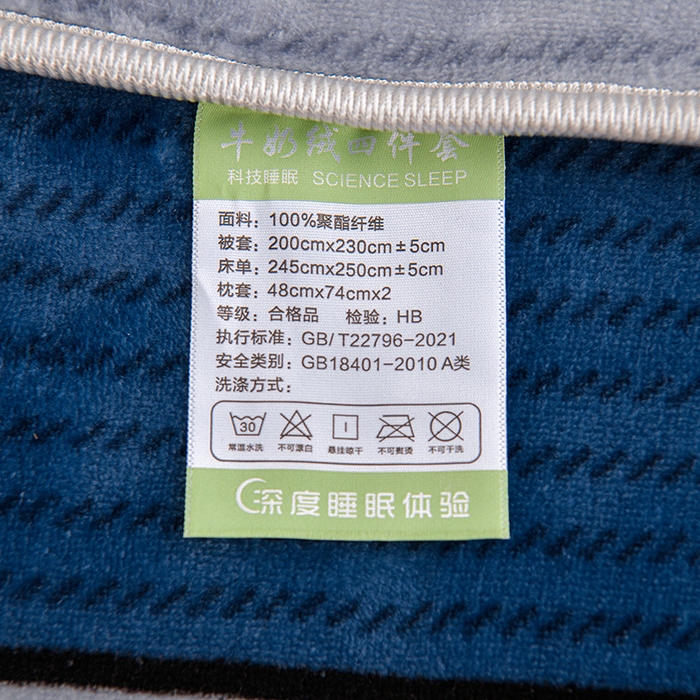 牛奶绒四件套
科技睡眠 SCIENCE SLEEP
面料：100%聚酯纤维
被套：200cmx230cm±5cm
床单：245cmx250cm±5cm
枕套：48cmx74cmx2
等级：合格品 检验：HB
执行标准：GB/T22796-2021
安全类别：GB18401-2010 A类
洗涤方式：
30
常温水洗 不可漂白 悬挂晾干 不可熨烫 不可干洗
深度睡眠体验